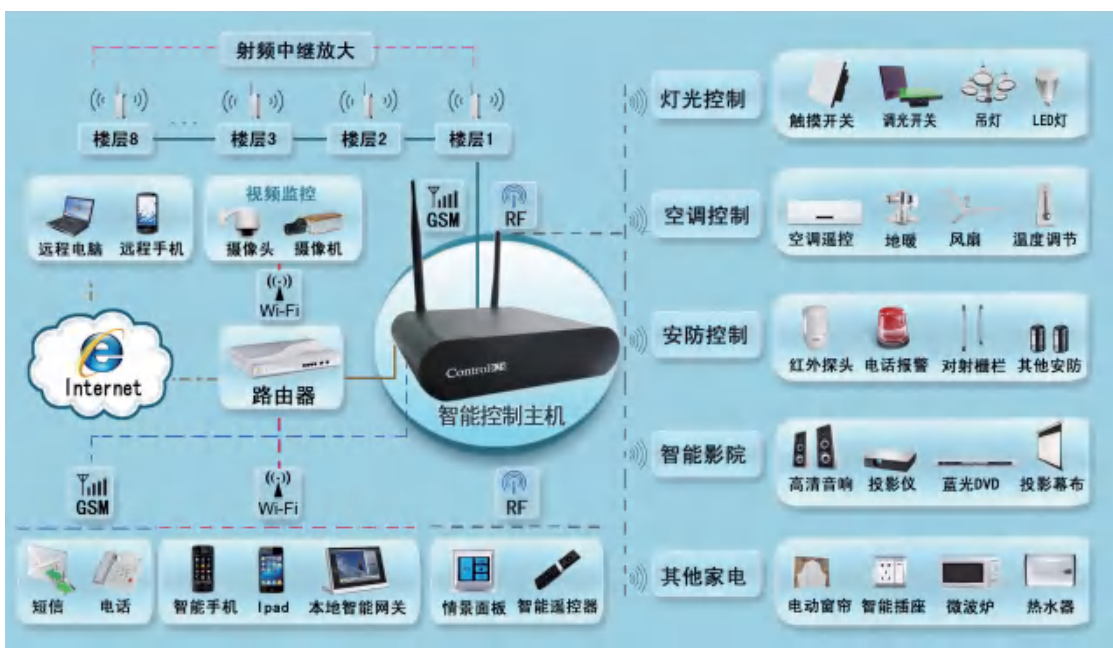 射频中继放大
楼层8
...
楼层3
楼层2
楼层1
视频监控
远程电脑
远程手机
摄像头
摄像机
GSM
RF
Wi-Fi
Internet
路由器
Control
智能控制主机
GSM
Wi-Fi
RF
短信
电话
智能手机
Ipad
本地智能网关
情景面板
智能遥控器
灯光控制
触摸开关
调光开关
吊灯
LED灯
空调控制
空调遥控
地暖
风扇
温度调节
安防控制
红外探头
电话报警
对射栅栏
其他安防
智能影院
高清音响
投影仪
蓝光DVD
投影幕布
其他家电
电动窗帘
智能插座
微波炉
热水器